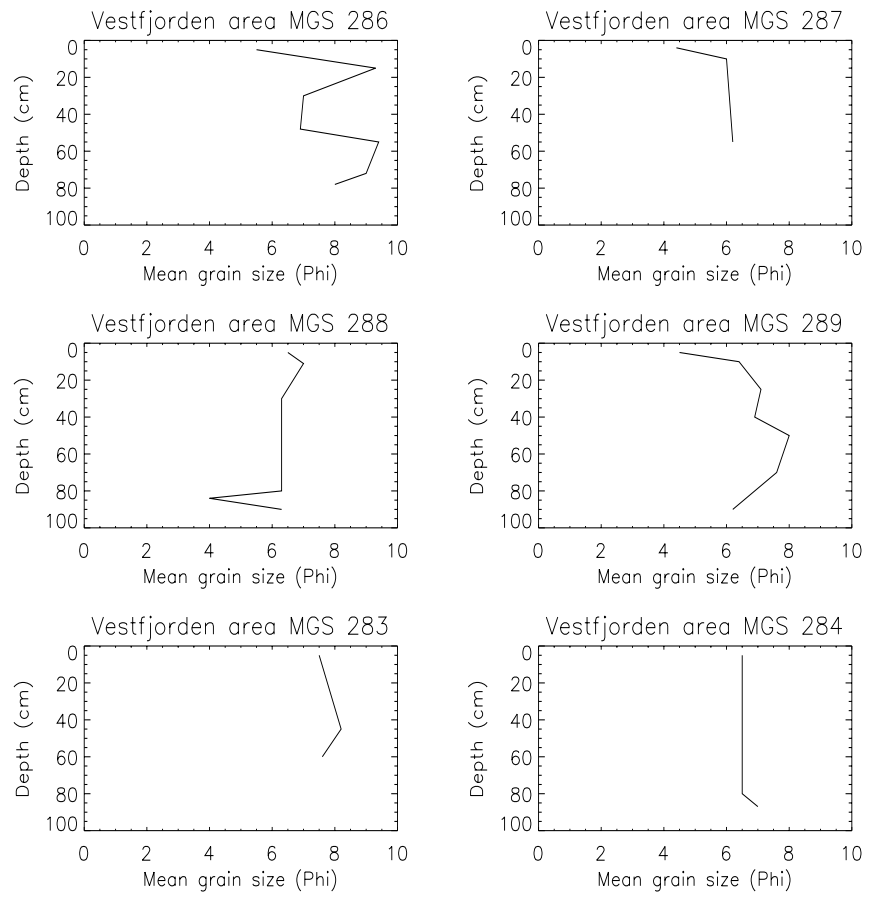 Vestfjorden area MGS 286
0
20
40
60
80
100
Depth (cm)
0 2 4 6 8 10
Mean grain size (Phi)
Vestfjorden area MGS 287
0
20
40
60
80
100
Depth (cm)
0 2 4 6 8 10
Mean grain size (Phi)
Vestfjorden area MGS 288
0
20
40
60
80
100
Depth (cm)
0 2 4 6 8 10
Mean grain size (Phi)
Vestfjorden area MGS 289
0
20
40
60
80
100
Depth (cm)
0 2 4 6 8 10
Mean grain size (Phi)
Vestfjorden area MGS 283
0
20
40
60
80
100
Depth (cm)
0 2 4 6 8 10
Mean grain size (Phi)
Vestfjorden area MGS 284
0
20
40
60
80
100
Depth (cm)
0 2 4 6 8 10
Mean grain size (Phi)